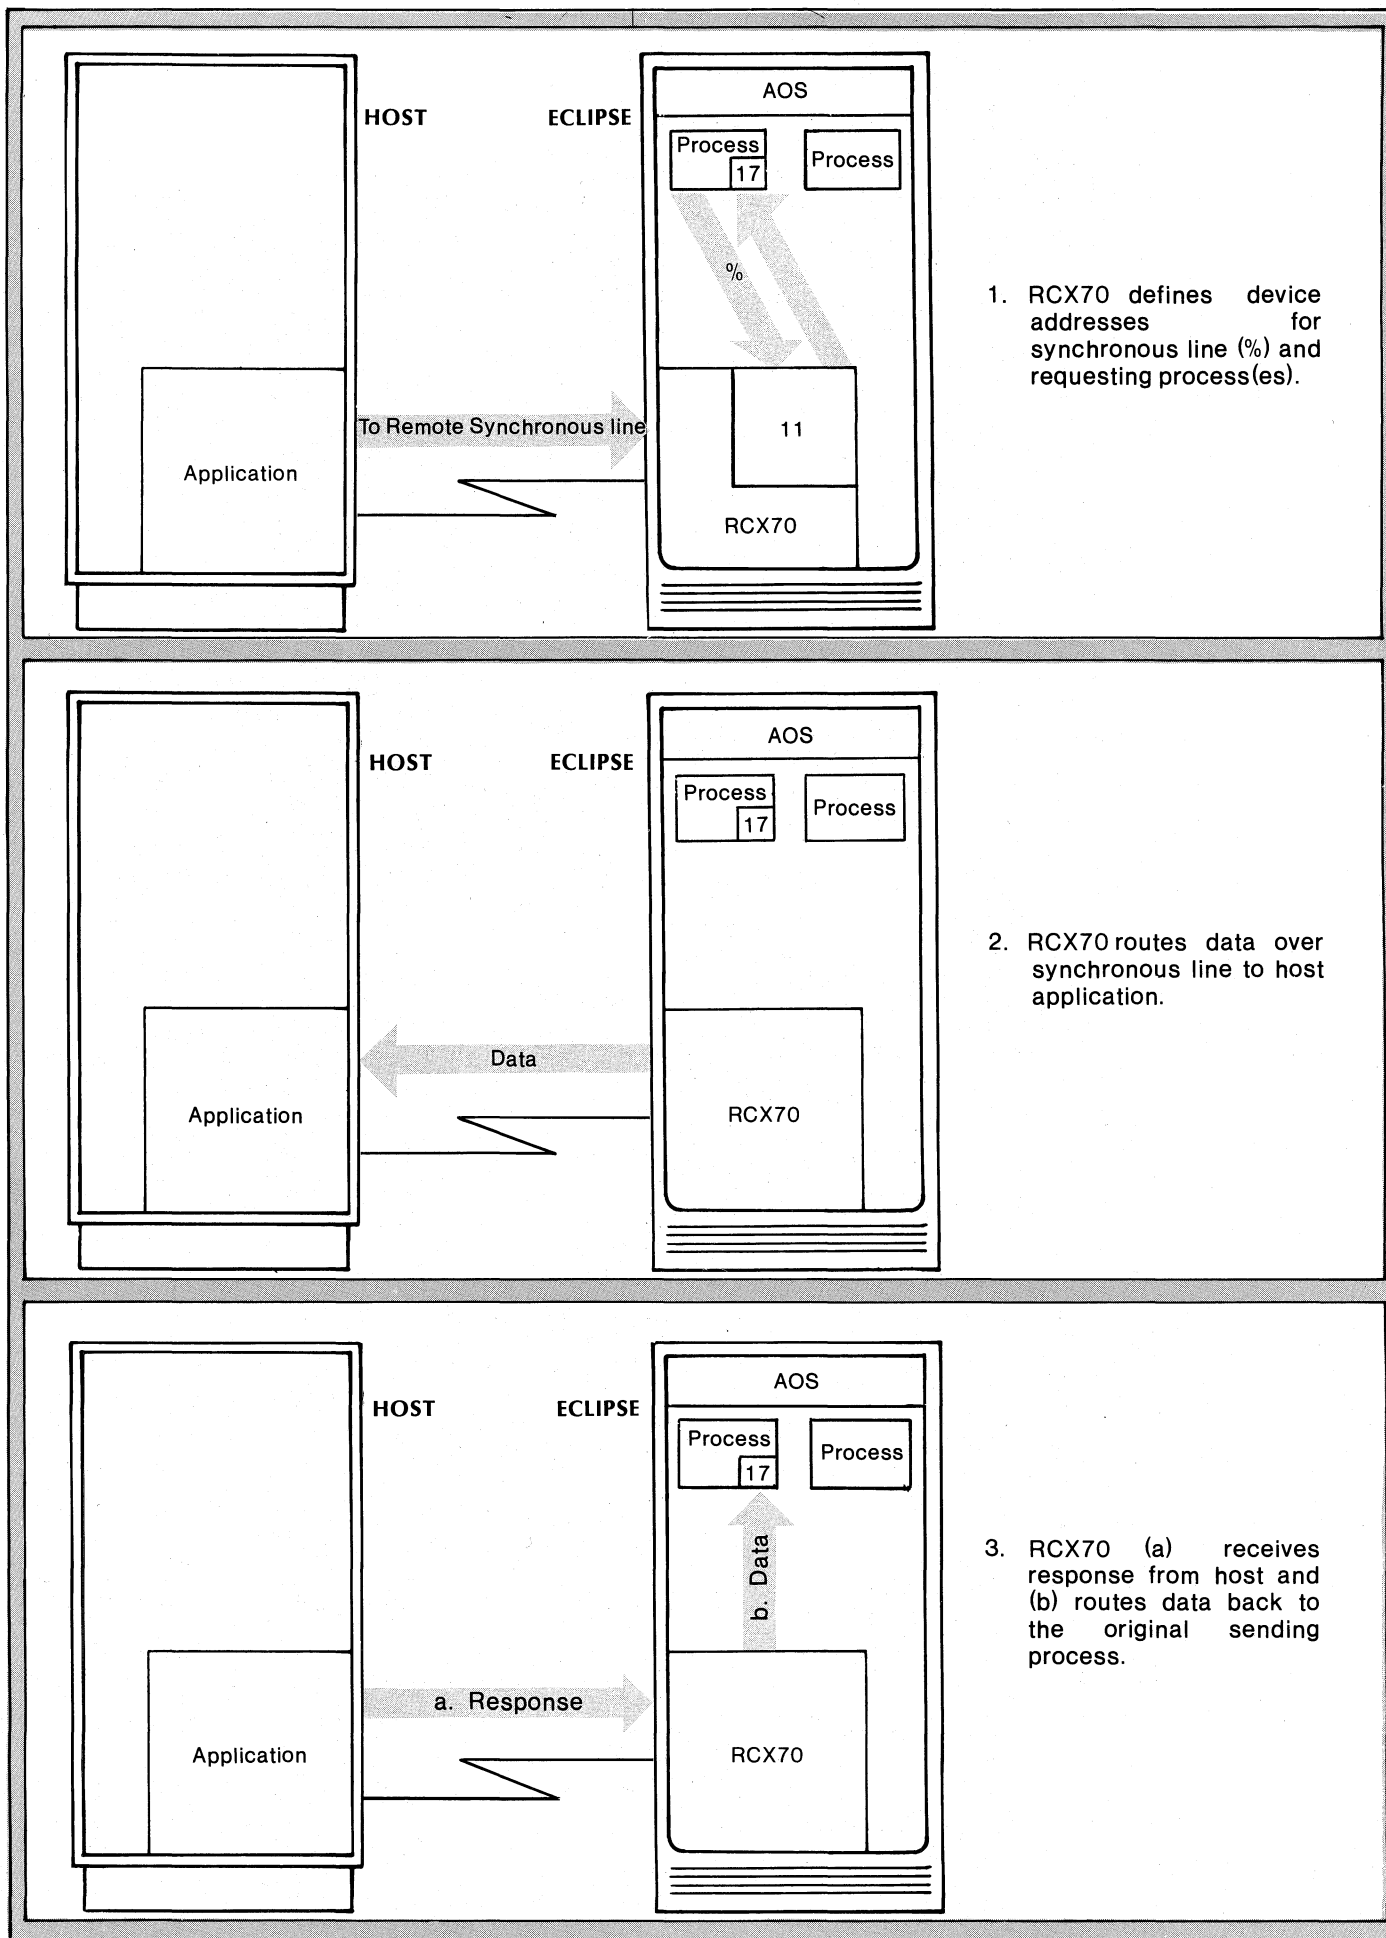 AOS
HOST
ECLIPSE
Process
17
Process
%
1. RCX70 defines device
addresses for
synchronous line (%) and
requesting process(es).
To Remote Synchronous line
11
Application
RCX70
AOS
HOST
ECLIPSE
Process
17
Process
2. RCX70 routes data over
synchronous line to host
application.
Data
Application
RCX70
AOS
HOST
ECLIPSE
Process
17
Process
b. Data
3. RCX70 (a) receives
response from host and
(b) routes data back to
the original sending
process.
a. Response
Application
RCX70